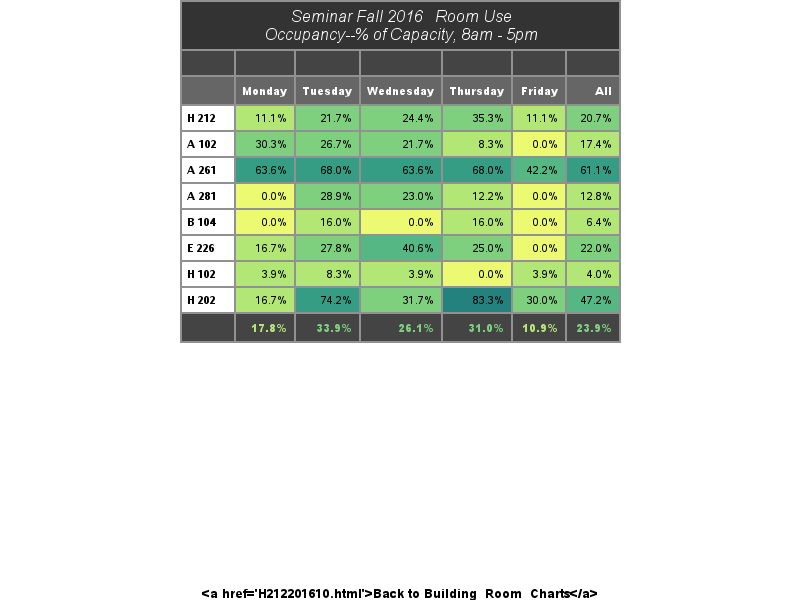 Seminar Fall 2016 Room Use
Occupancy--% of Capacity, 8am - 5pm
Monday Tuesday Wednesday Thursday Friday All
H 212 11.1% 21.7% 24.4% 35.3% 11.1% 20.7%
A 102 30.3% 26.7% 21.7% 8.3% 0.0% 17.4%
A 261 63.6% 68.0% 63.6% 68.0% 42.2% 61.1%
A 281 0.0% 28.9% 23.0% 12.2% 0.0% 12.8%
B 104 0.0% 16.0% 0.0% 16.0% 0.0% 6.4%
E 226 16.7% 27.8% 40.6% 25.0% 0.0% 22.0%
H 102 3.9% 8.3% 3.9% 0.0% 3.9% 4.0%
H 202 16.7% 74.2% 31.7% 83.3% 30.0% 47.2%
17.8% 33.9% 26.1% 31.0% 10.9% 23.9%
<a href='H212201610.html'>Back to Building Room Charts</a>